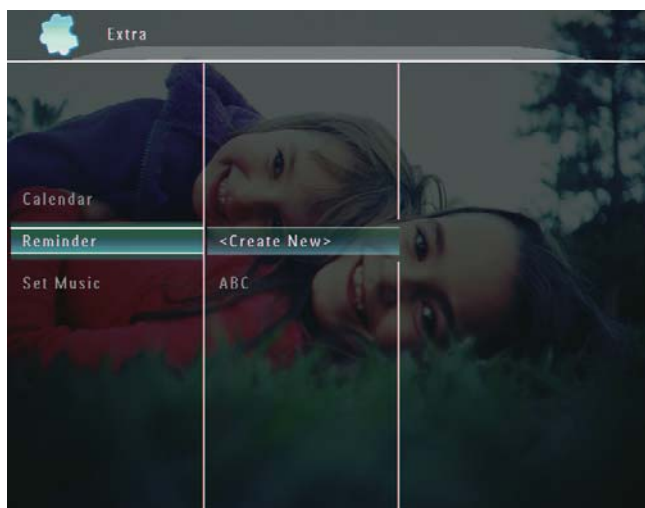 Extra
Calendar
Reminder
<Create New>
Set Music
ABC